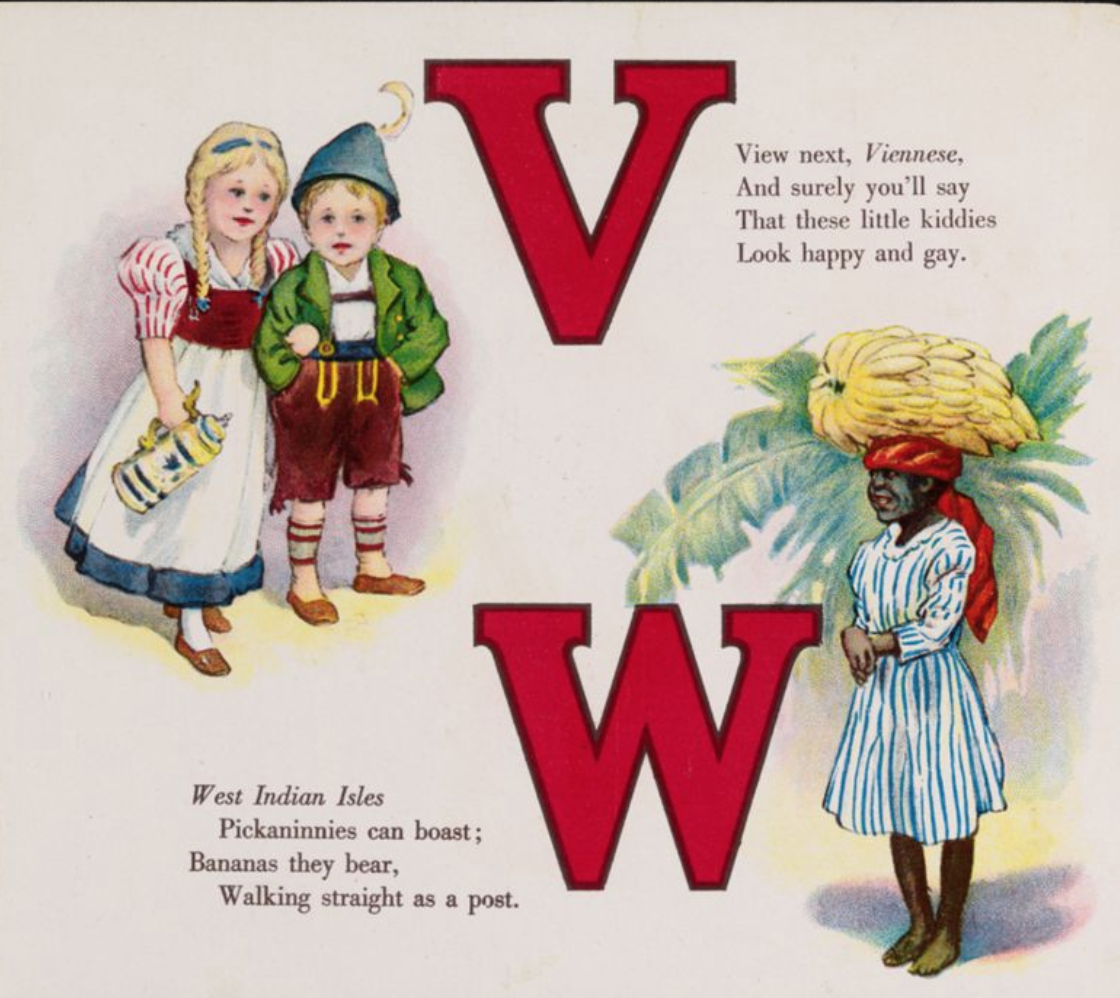 V
View next, Viennese,
And surely you'll say
That these little kiddies
Look happy and gay.
W
West Indian Isles
Pickaninnies can boast;
Bananas they bear,
Walking straight as a post.